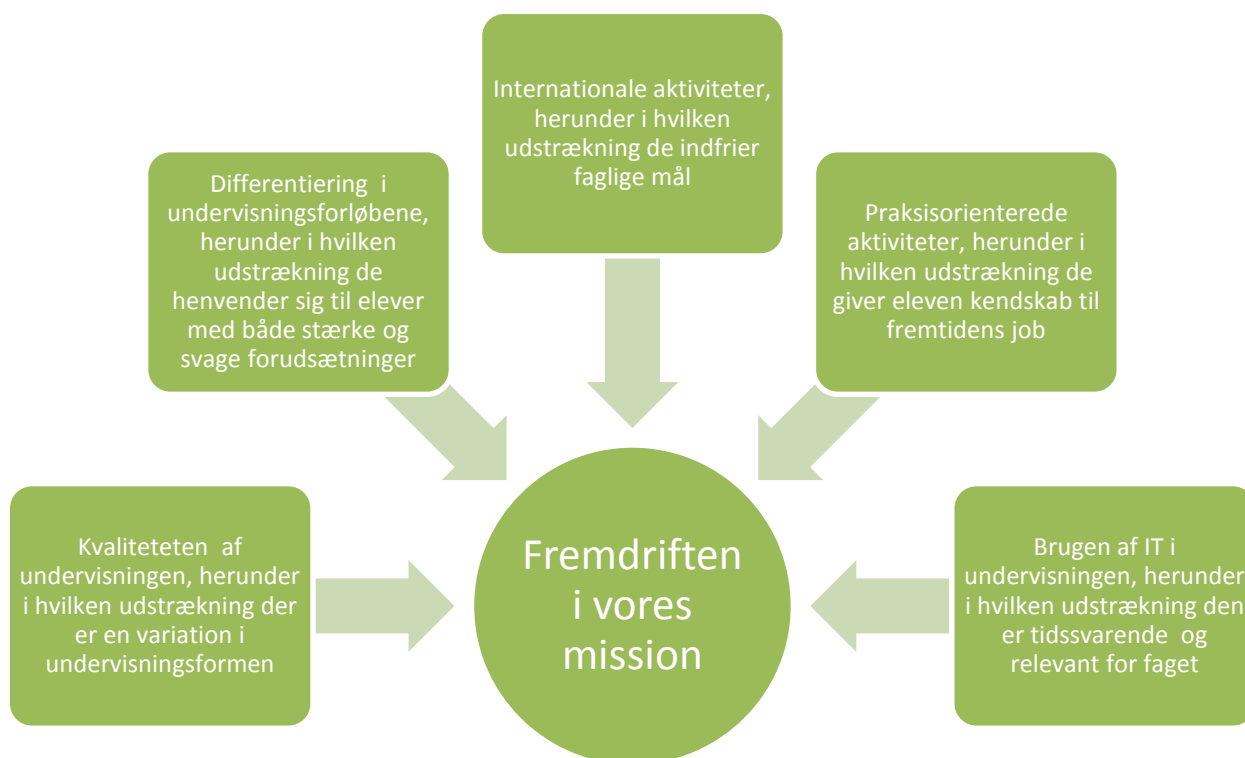 Internationale aktiviteter,
herunder i hvilken
udstrækning de indfrier
faglige mål
Differentiering i
undervisningsforløbene,
herunder i hvilken
udstrækning de
henvender sig til elever
med både stærke og
svage forudsætninger
Praksisorienterede
aktiviteter, herunder i
hvilken udstrækning de
giver eleven kendskab til
fremtidens job
Kvaliteteten af
undervisningen, herunder
i hvilken udstrækning der
er en variation i
undervisningsformen
Fremdriften
i vores
mission
Brugen af IT i
undervisningen, herunder
i hvilken udstrækning den
er tidssvarende og
relevant for faget